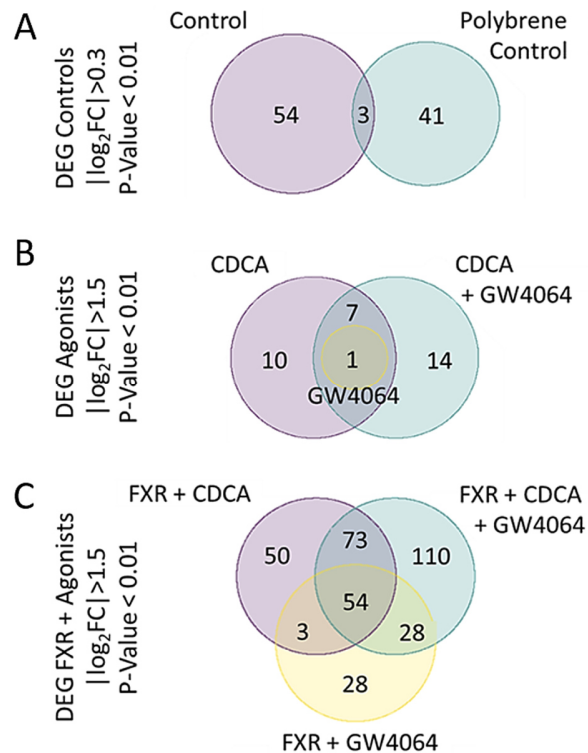 A
DEG Controls
|log₂FC|>0.3
P-Value < 0.01
Control
Polybrene
Control
54
3
41
B
DEG Agonists
|log₂FC|>1.5
P-Value < 0.01
CDCA
CDCA
+ GW4064
7
10
1
14
GW4064
C
DEG FXR + Agonists
|log₂FC|>1.5
P-Value < 0.01
FXR + CDCA
FXR + CDCA
+ GW4064
50
73
110
54
3
28
28
FXR + GW4064